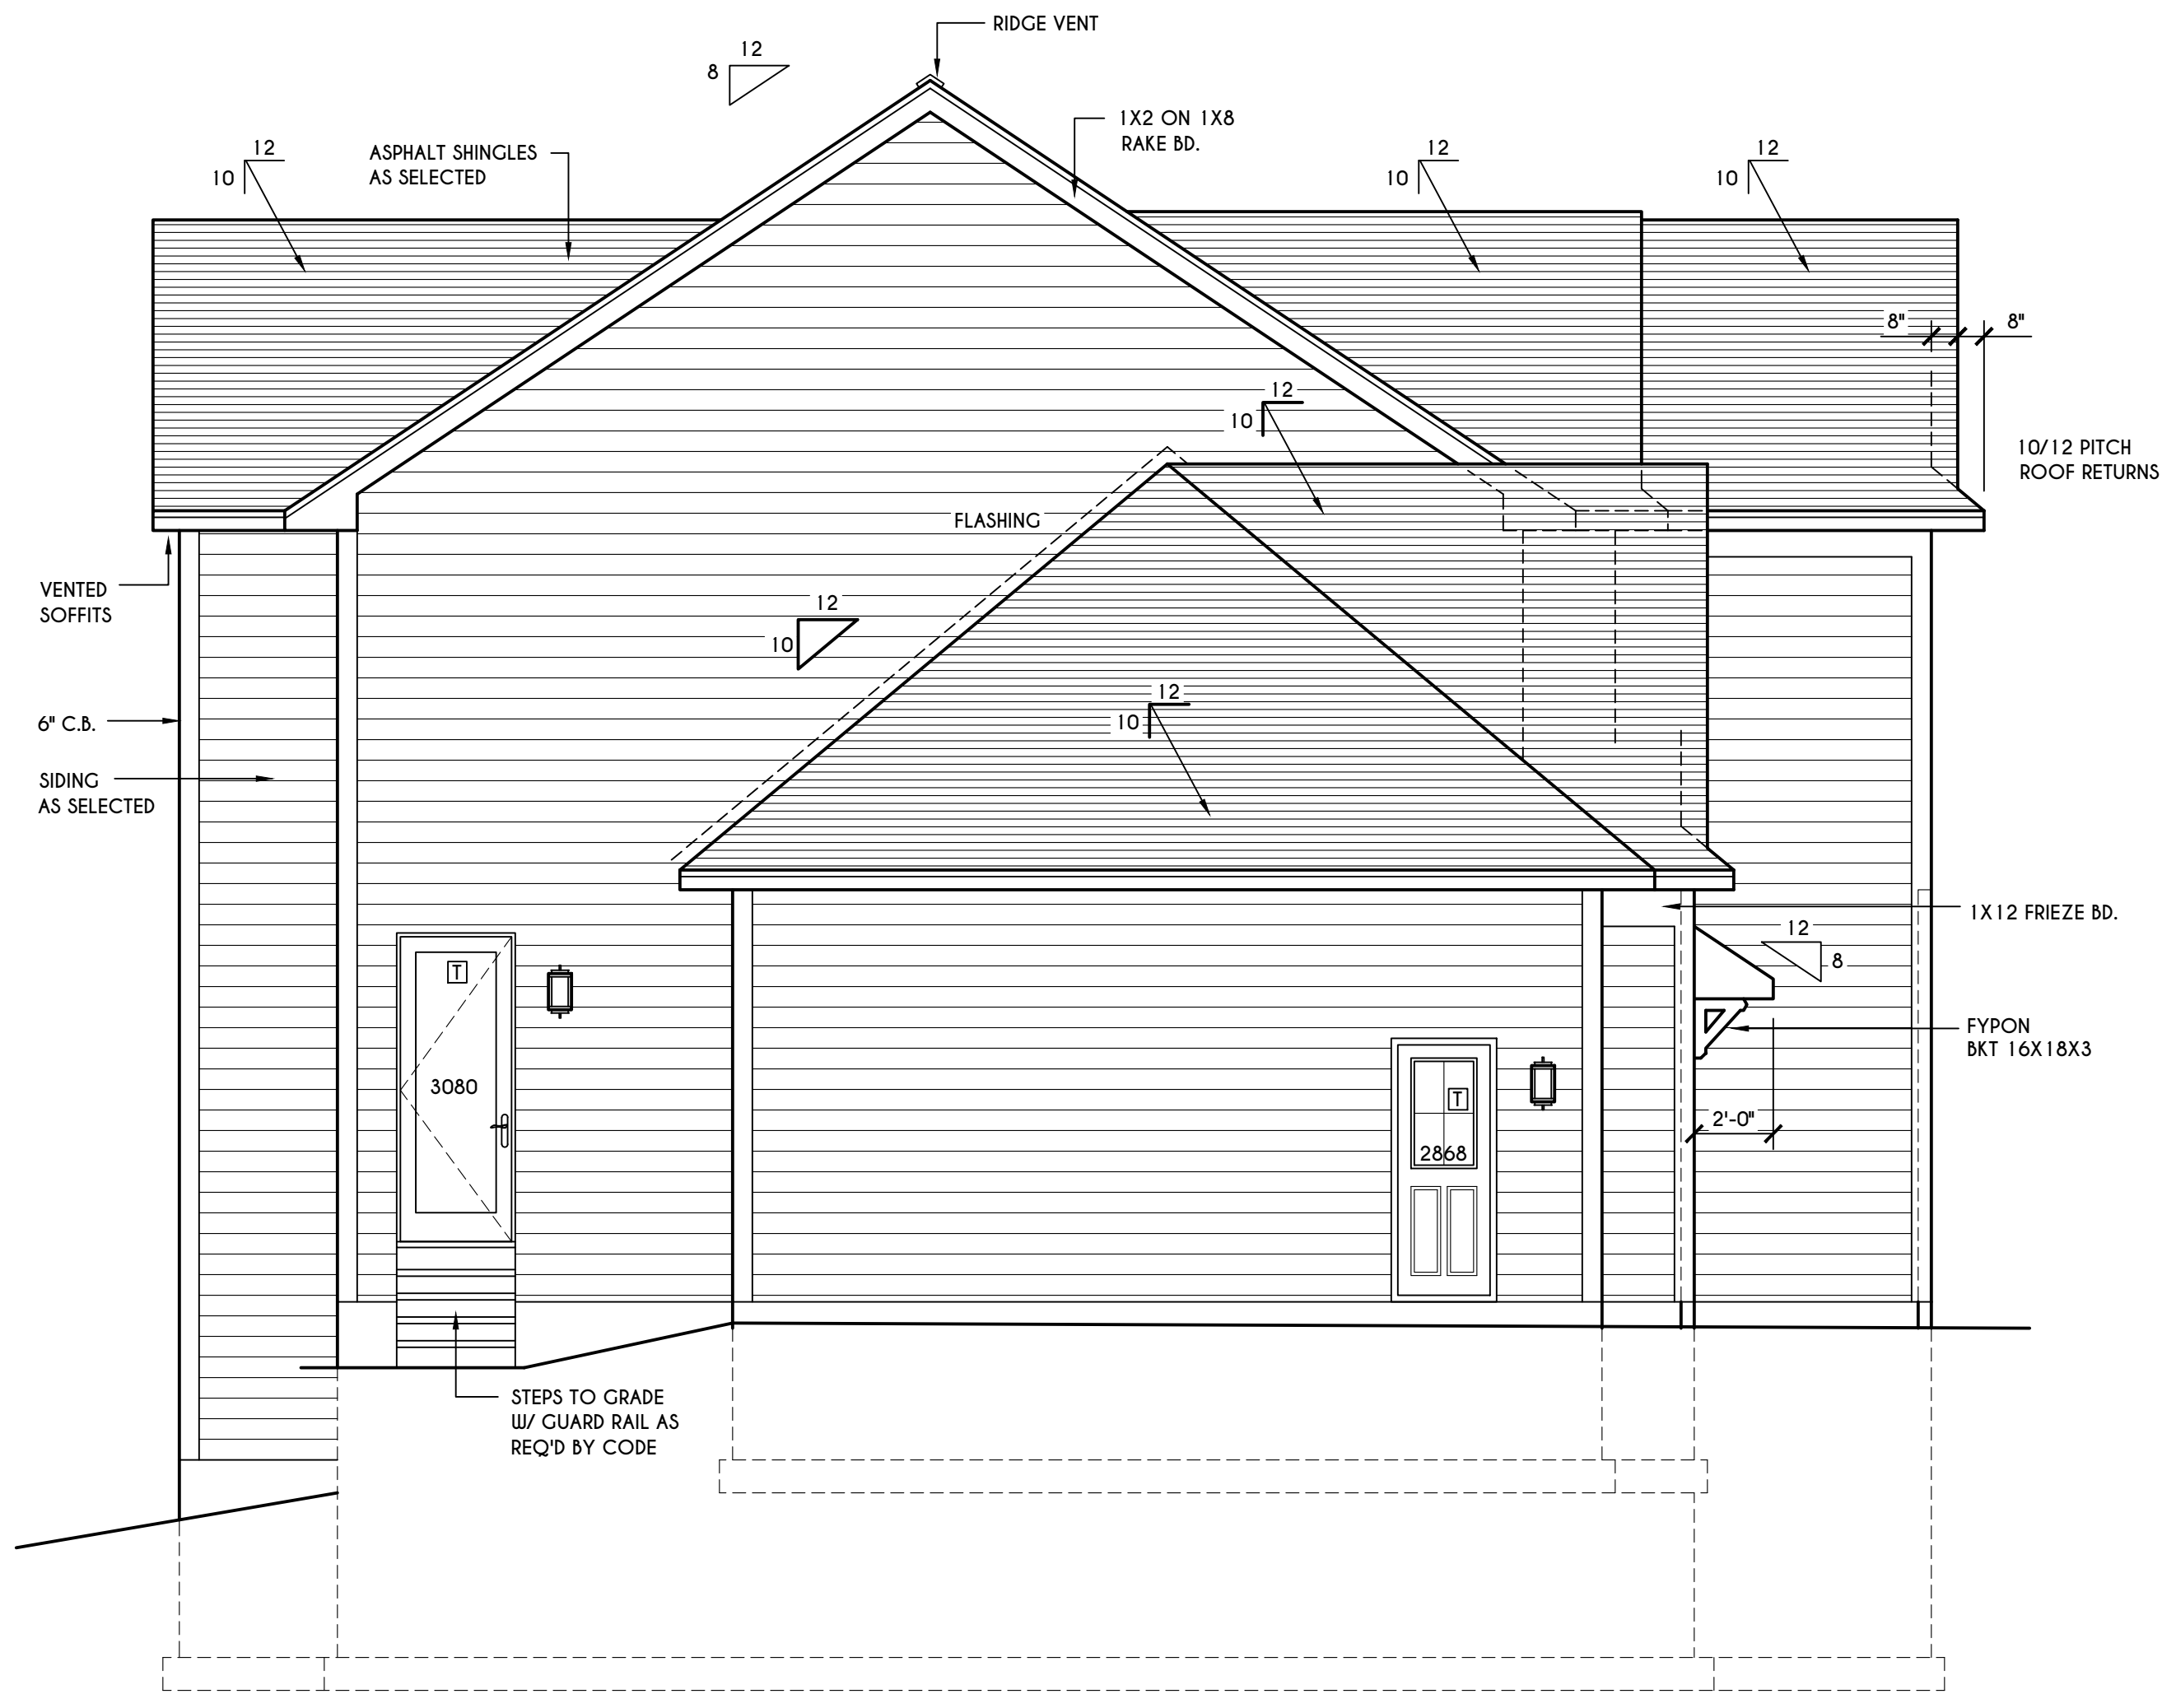 RIDGE VENT
12
8
1X2 ON 1X8
RAKE BD.
12
10
ASPHALT SHINGLES
AS SELECTED
12
10
12
10
8"
8"
12
10
10/12 PITCH
ROOF RETURNS
FLASHING
VENTED
SOFFITS
12
10
12
10
6" C.B.
SIDING
AS SELECTED
1X12 FRIEZE BD.
12
8
T
FYPON
BKT 16X18X3
3080
T
2'-0"
2868
STEPS TO GRADE
W/ GUARD RAIL AS
REQ'D BY CODE